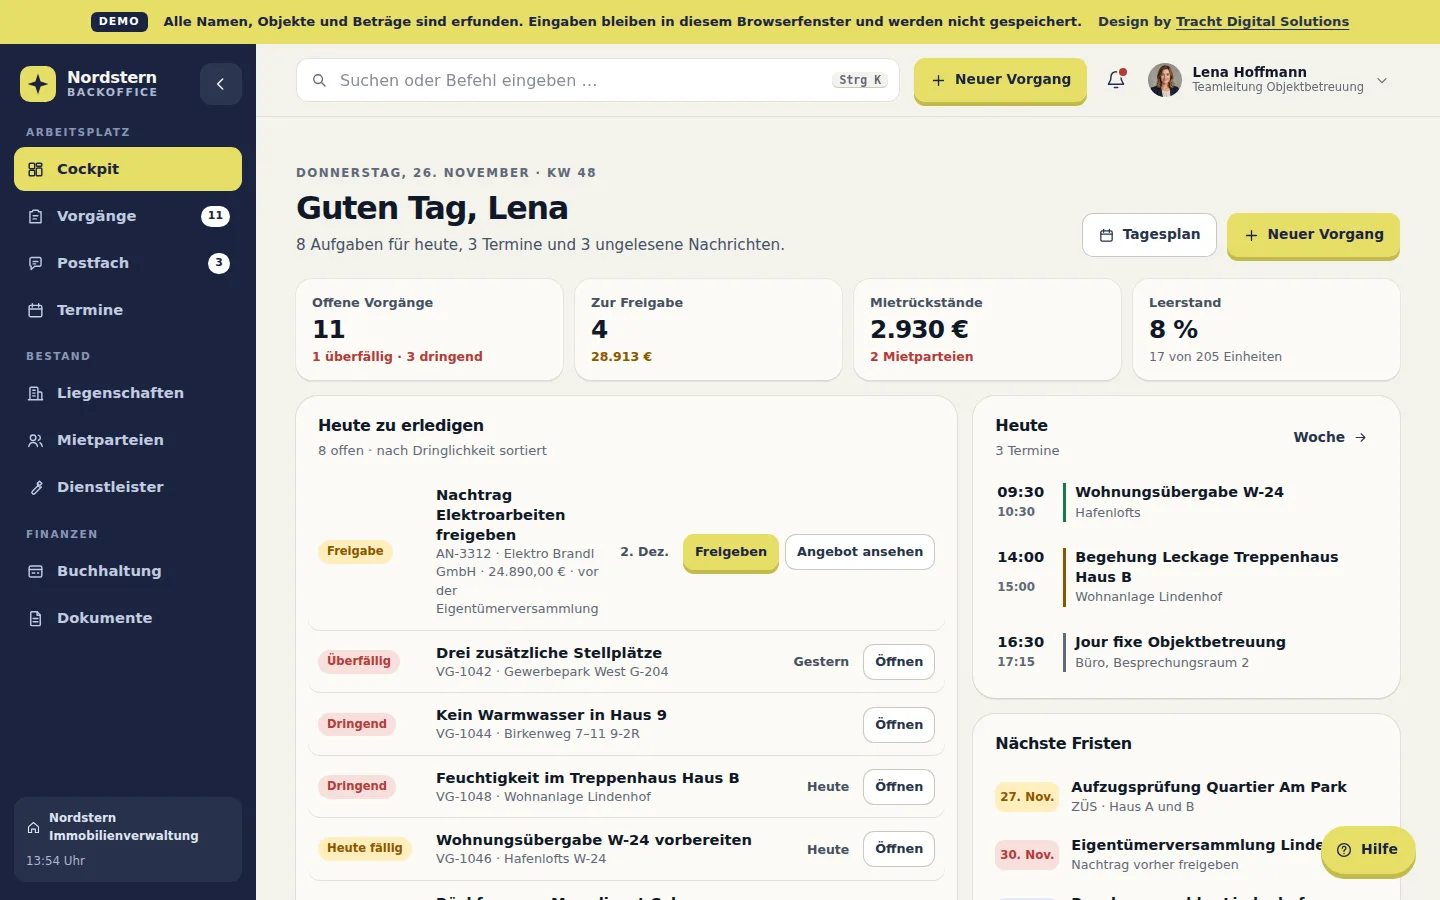 DEMO Alle Namen, Objekte und Beträge sind erfunden. Eingaben bleiben in diesem Browserfenster und werden nicht gespeichert. Design by Tracht Digital Solutions
Nordstern
BACKOFFICE
ARBEITSPLATZ
Cockpit
Vorgänge 11
Postfach 3
Termine
BESTAND
Liegenschaften
Mietparteien
Dienstleister
FINANZEN
Buchhaltung
Dokumente
Nordstern
Immobilienverwaltung
13:54 Uhr
Suchen oder Befehl eingeben … Strg K
Neuer Vorgang
Lena Hoffmann
Teamleitung Objektbetreuung
DONNERSTAG, 26. NOVEMBER · KW 48
Guten Tag, Lena
8 Aufgaben für heute, 3 Termine und 3 ungelesene Nachrichten.
Tagesplan
Neuer Vorgang
Offene Vorgänge
11
1 überfällig · 3 dringend
Zur Freigabe
4
28.913 €
Mietrückstände
2.930 €
2 Mietparteien
Leerstand
8 %
17 von 205 Einheiten
Heute zu erledigen
8 offen · nach Dringlichkeit sortiert
Freigabe
Nachtrag
Elektroarbeiten
freigeben
AN-3312 · Elektro Brandl
GmbH · 24.890,00 € · vor
der
Eigentümerversammlung
2. Dez.
Freigeben
Angebot ansehen
Überfällig
Drei zusätzliche Stellplätze
VG-1042 · Gewerbepark West G-204
Gestern
Öffnen
Dringend
Kein Warmwasser in Haus 9
VG-1044 · Birkenweg 7–11 9-2R
Öffnen
Dringend
Feuchtigkeit im Treppenhaus Haus B
VG-1048 · Wohnanlage Lindenhof
Heute
Öffnen
Heute fällig
Wohnungsübergabe W-24 vorbereiten
VG-1046 · Hafenlofts W-24
Heute
Öffnen
Heute
3 Termine
Woche
09:30
10:30
Wohnungsübergabe W-24
Hafenlofts
14:00
15:00
Begehung Leckage Treppenhaus
Haus B
Wohnanlage Lindenhof
16:30
17:15
Jour fixe Objektbetreuung
Büro, Besprechungsraum 2
Nächste Fristen
27. Nov.
Aufzugsprüfung Quartier Am Park
ZÜS · Haus A und B
30. Nov.
Eigentümerversammlung
Nachtrag vorher freigeben
Hilfe